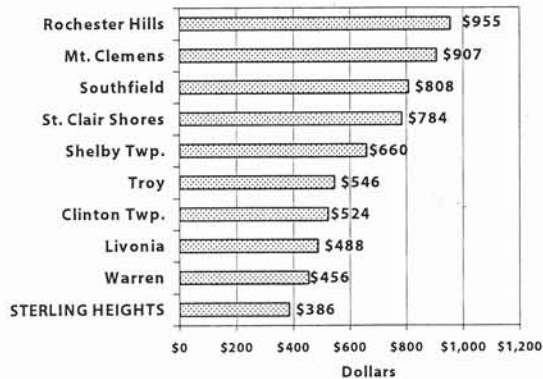 Rochester Hills $955
Mt. Clemens $907
Southfield $808
St. Clair Shores $784
Shelby Twp. $660
Troy $546
Clinton Twp. $524
Livonia $488
Warren $456
STERLING HEIGHTS $386
$0 $200 $400 $600 $800 $1,000 $1,200
Dollars